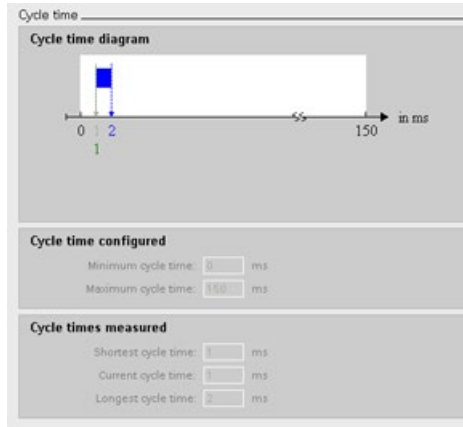 Cycle time
Cycle time diagram
0 1 2 150 in ms
1
Cycle time configured
Minimum cycle time: 0 ms
Maximum cycle time: 150 ms
Cycle times measured
Shortest cycle time: 1 ms
Current cycle time: 1 ms
Longest cycle time: 2 ms